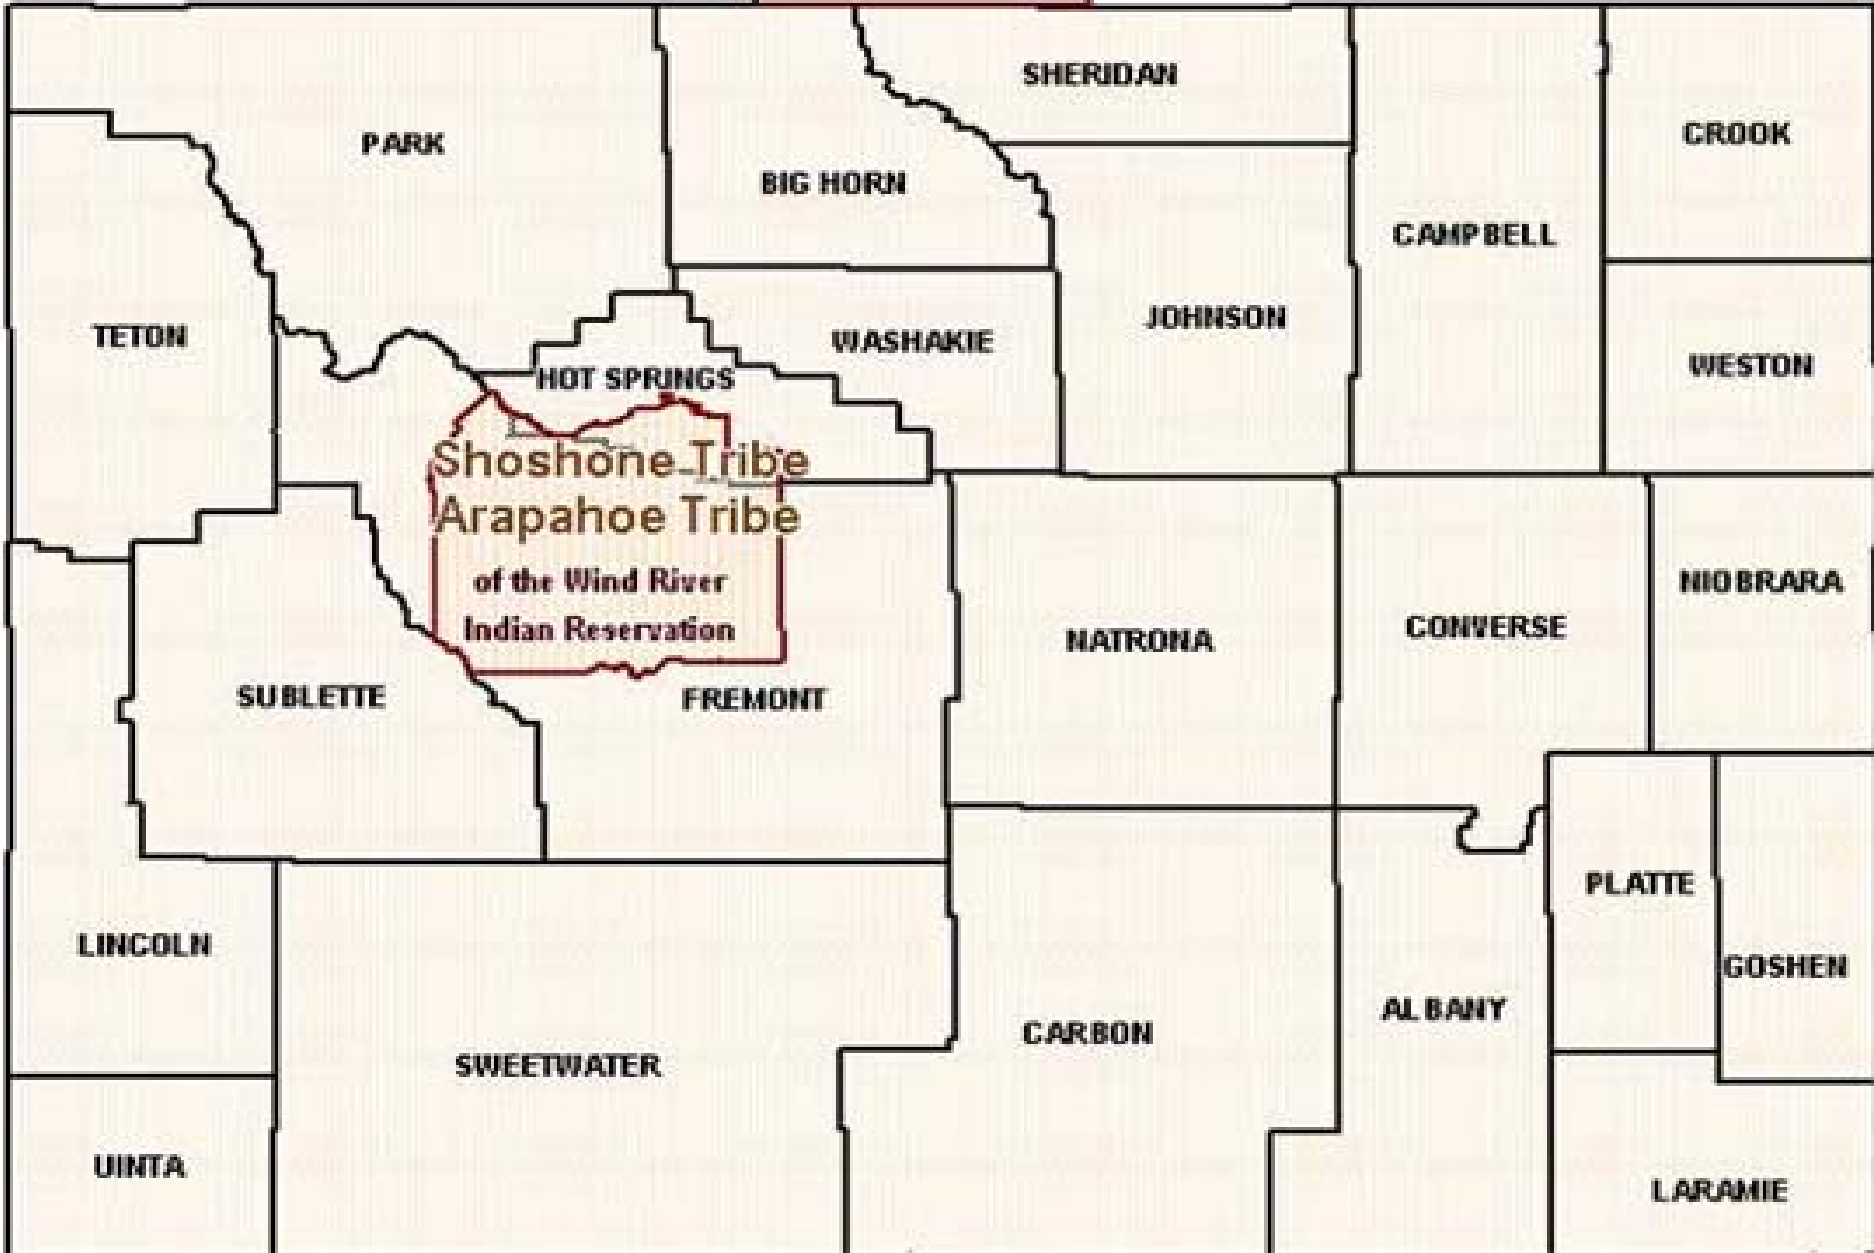 SHERIDAN
CROOK
PARK
BIG HORN
CAMPBELL
JOHNSON
TETON
WASHAKIE
WESTON
HOT SPRINGS
Shoshone Tribe
Arapahoe Tribe
of the Wind River
Indian Reservation
NIOBRARA
CONVERSE
NATRONA
SUBLETTE
FREMONT
PLATTE
LINCOLN
GOSHEN
ALBANY
CARBON
SWEETWATER
UINTA
LARAMIE